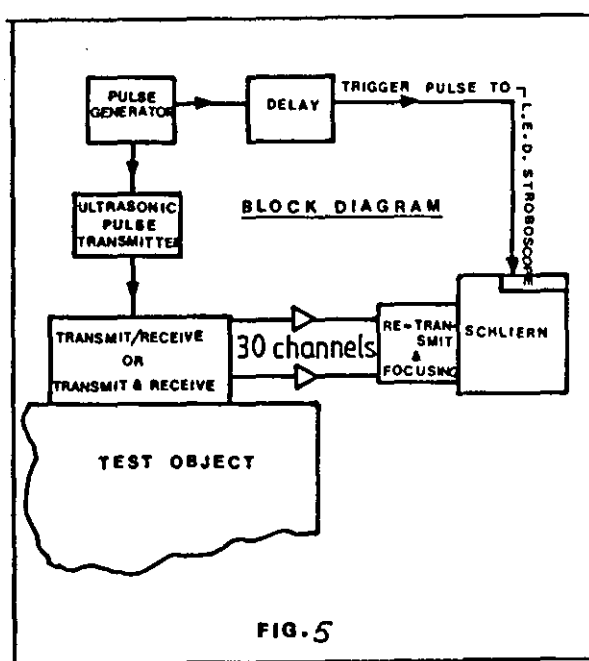 PULSE
GENERATOR
DELAY
TRIGGER PULSE TO
L.E.D. STROBOSCOPE
ULTRASONIC
PULSE
TRANSMITTER
BLOCK DIAGRAM
TRANSMIT/RECEIVE
OR
TRANSMIT & RECEIVE
30 channels
RE-TRAN-
SMIT
&
FOCUSING
SCHLIERN
TEST OBJECT
FIG.5